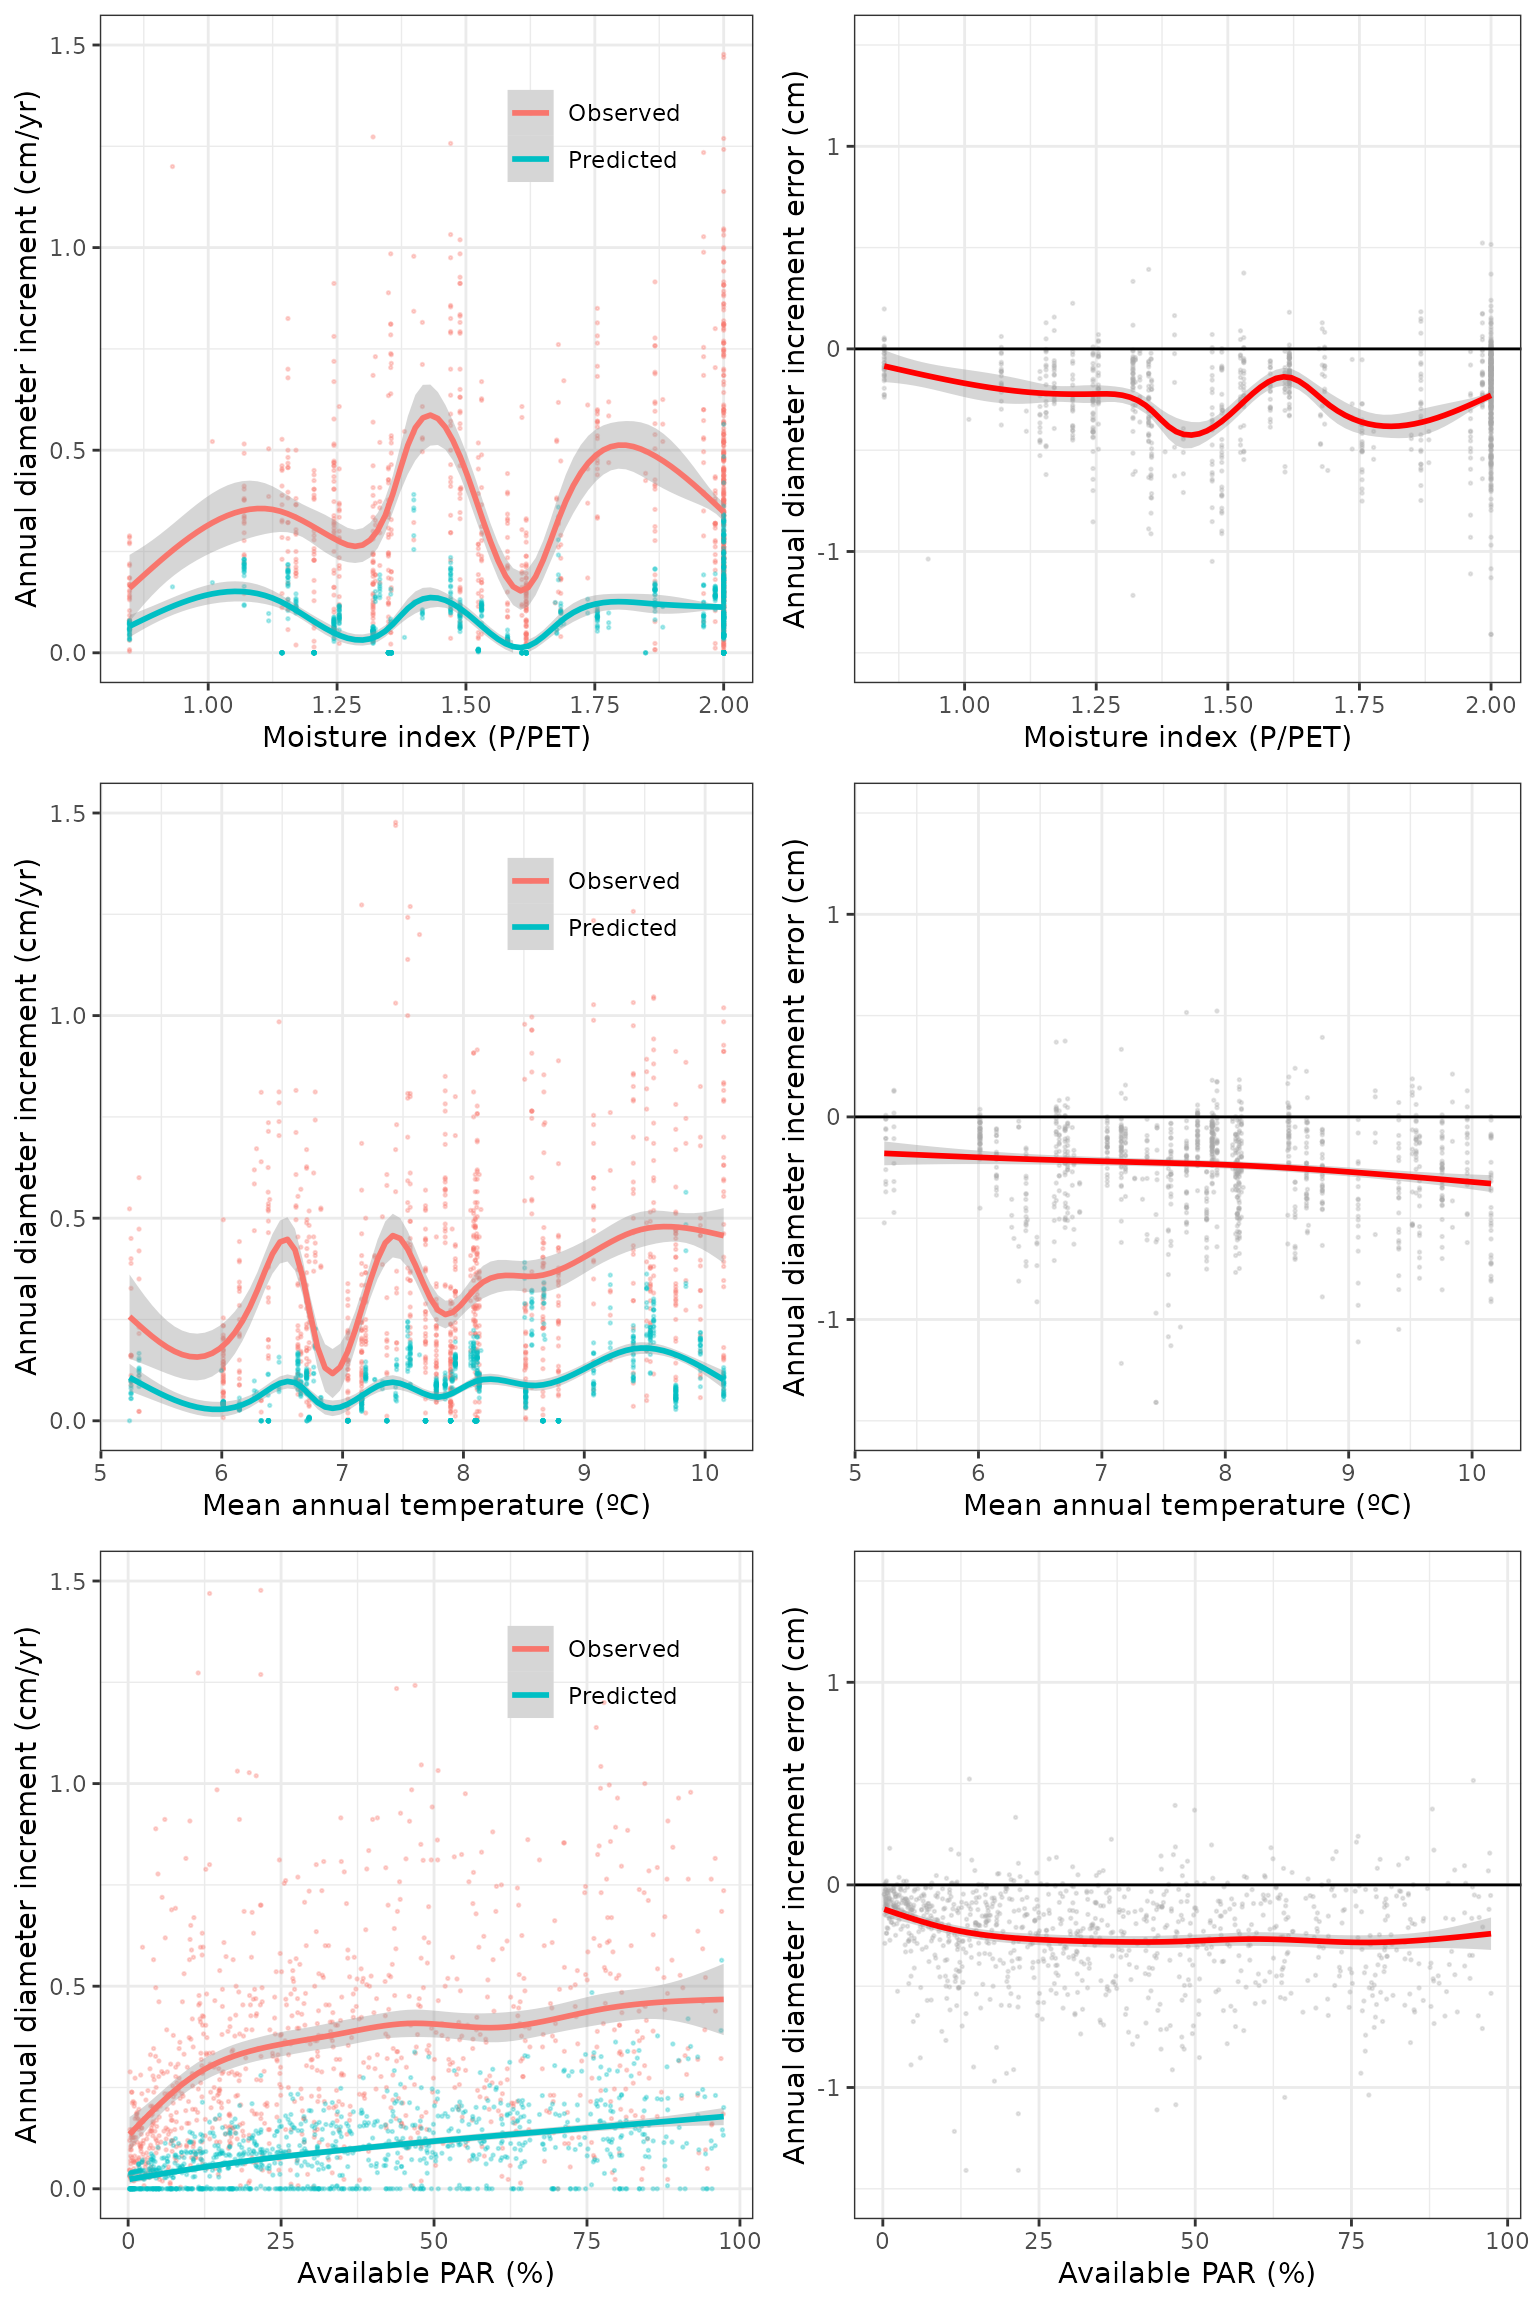 Annual diameter increment (cm/yr)
1.5
1.0
0.5
0.0
Observed
Predicted
1.00 1.25 1.50 1.75 2.00
Moisture index (P/PET)
Annual diameter increment error (cm)
1
0
-1
1.00 1.25 1.50 1.75 2.00
Moisture index (P/PET)
Annual diameter increment (cm/yr)
1.5
1.0
0.5
0.0
Observed
Predicted
5 6 7 8 9 10
Mean annual temperature (ºC)
Annual diameter increment error (cm)
1
0
-1
5 6 7 8 9 10
Mean annual temperature (ºC)
Annual diameter increment (cm/yr)
1.5
1.0
0.5
0.0
Observed
Predicted
0 25 50 75 100
Available PAR (%)
Annual diameter increment error (cm)
1
0
-1
0 25 50 75 100
Available PAR (%)